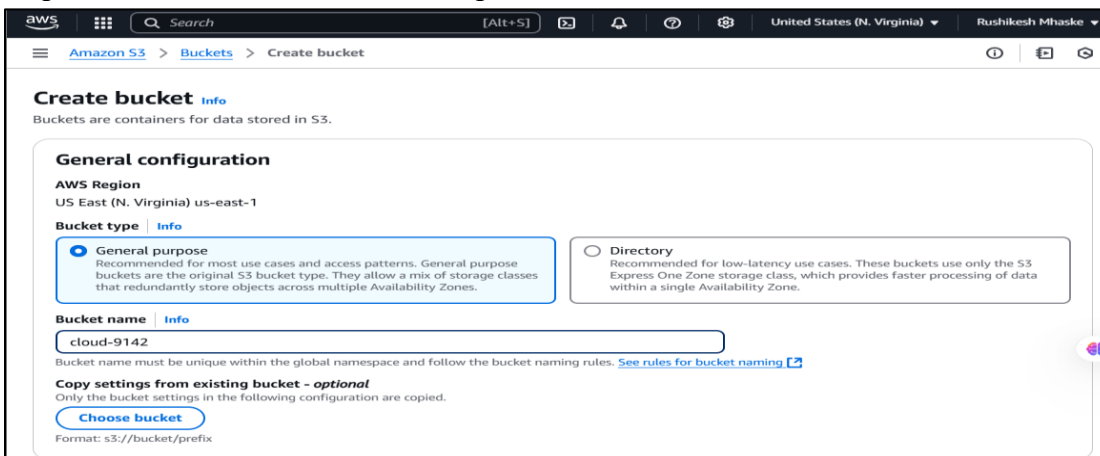 aws Search [Alt+S] United States (N. Virginia) Rushikesh Mhaske
Amazon S3 > Buckets > Create bucket
Create bucket Info
Buckets are containers for data stored in S3.
General configuration
AWS Region
US East (N. Virginia) us-east-1
Bucket type Info
General purpose
Recommended for most use cases and access patterns. General purpose
buckets are the original S3 bucket type. They allow a mix of storage classes
that redundantly store objects across multiple Availability Zones.
Directory
Recommended for low-latency use cases. These buckets use only the S3
Express One Zone storage class, which provides faster processing of data
within a single Availability Zone.
Bucket name Info
cloud-9142
Bucket name must be unique within the global namespace and follow the bucket naming rules. See rules for bucket naming
Copy settings from existing bucket - optional
Only the bucket settings in the following configuration are copied.
Choose bucket
Format: s3://bucket/prefix